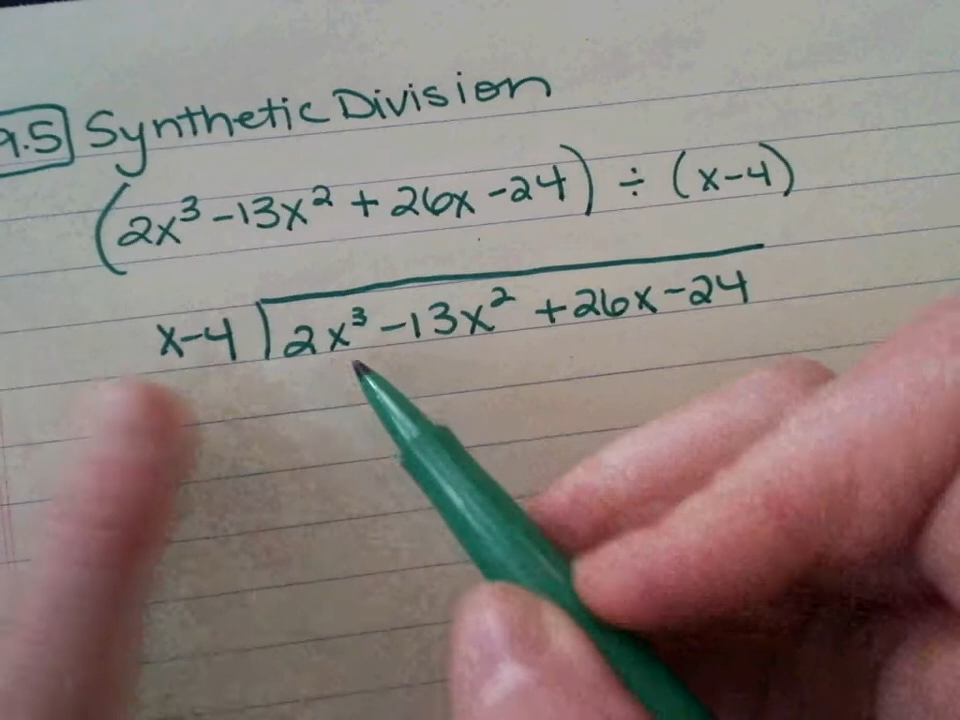 9.5 Synthetic Division
(2x³ -13x² + 26x -24) ÷ (x-4)
x-4 ) 2x³ -13x² +26x -24